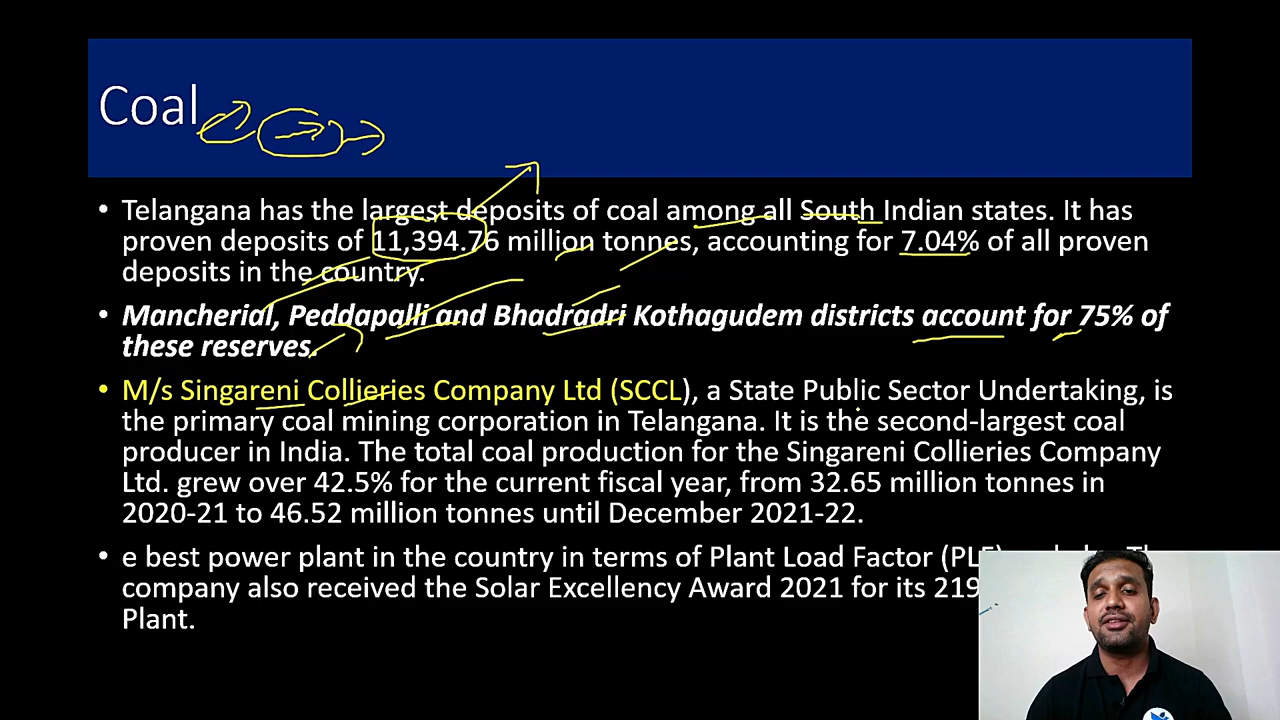 Coal
• Telangana has the largest deposits of coal among all South Indian states. It has
proven deposits of 11,394.76 million tonnes, accounting for 7.04% of all proven
deposits in the country.
• Mancherial, Peddapalli and Bhadradri Kothagudem districts account for 75% of
these reserves.
• M/s Singareni Collieries Company Ltd (SCCL), a State Public Sector Undertaking, is
the primary coal mining corporation in Telangana. It is the second-largest coal
producer in India. The total coal production for the Singareni Collieries Company
Ltd. grew over 42.5% for the current fiscal year, from 32.65 million tonnes in
2020-21 to 46.52 million tonnes until December 2021-22.
• e best power plant in the country in terms of Plant Load Factor (PLF)
company also received the Solar Excellency Award 2021 for its 219
Plant.